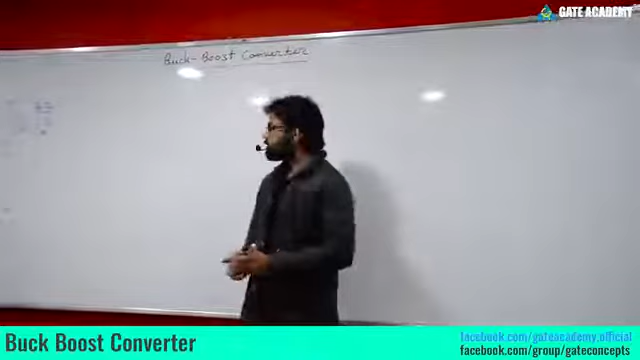 GATE ACADEMY
Buck-Boost Converter
Buck Boost Converter
facebook.com/gateacademy.official
facebook.com/group/gateconcepts